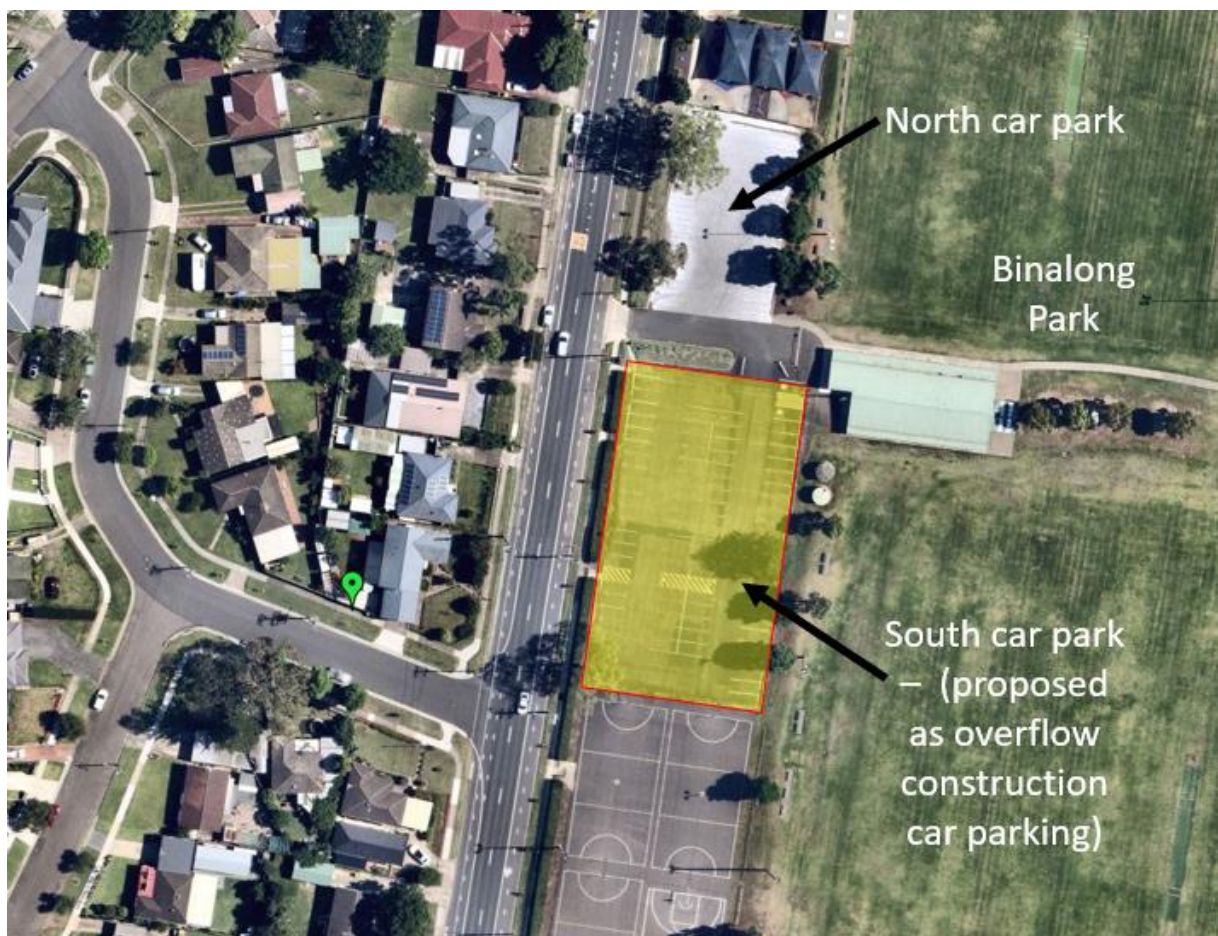 North car park
Binalong
Park
South car park
– (proposed
as overflow
construction
car parking)